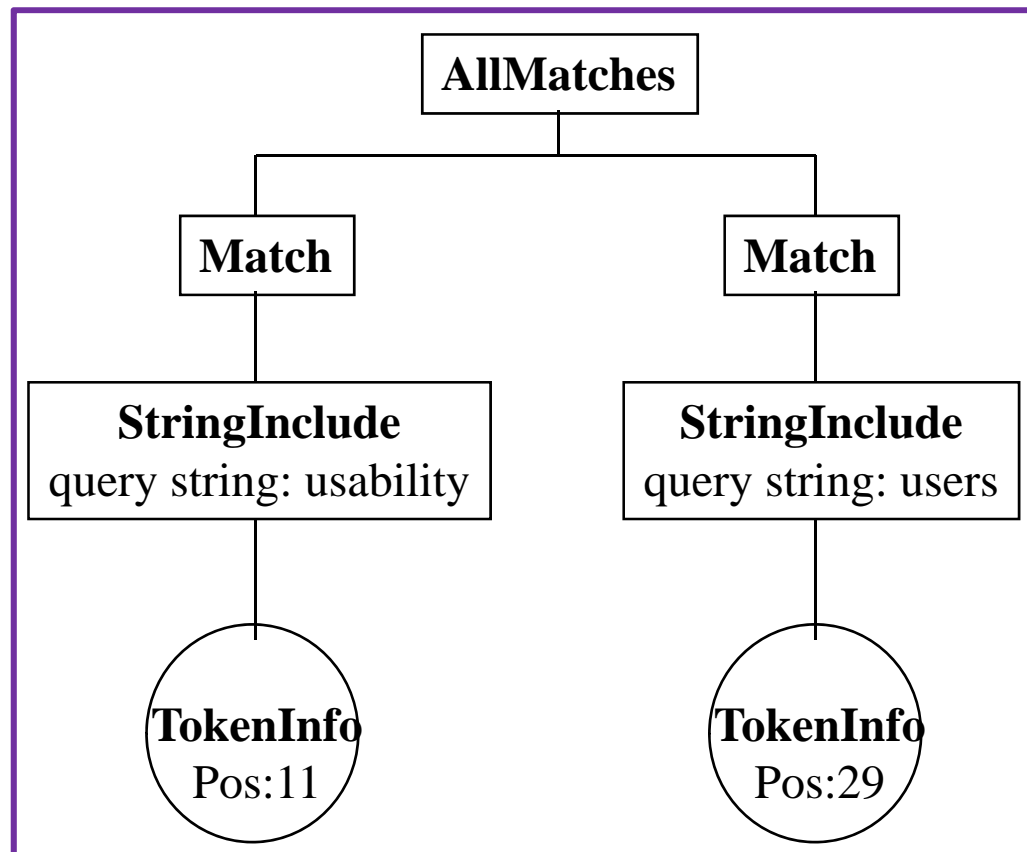 AllMatches
Match
Match
StringInclude
query string: usability
StringInclude
query string: users
TokenInfo
Pos:11
TokenInfo
Pos:29